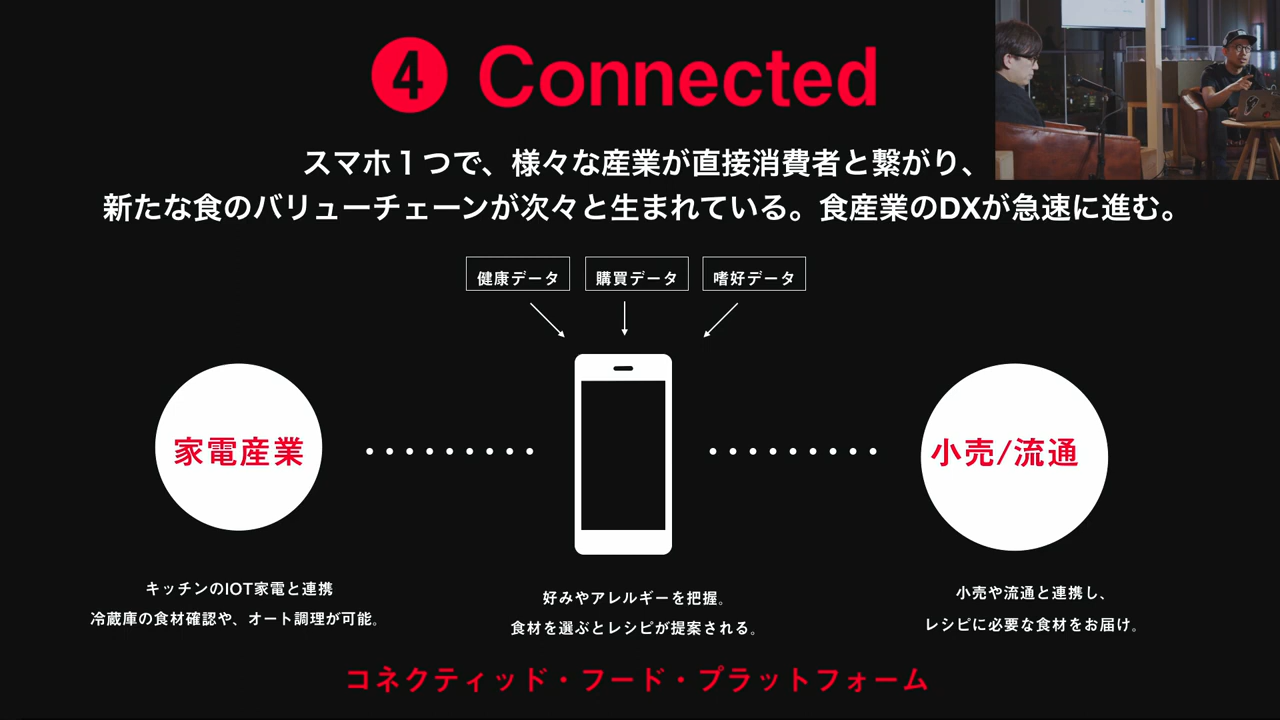 4 Connected
スマホ１つで、様々な産業が直接消費者と繋がり、
新たな食のバリューチェーンが次々と生まれている。食産業のDXが急速に進む。
健康データ
購買データ
嗜好データ
家電産業
小売/流通
キッチンのIOT家電と連携
冷蔵庫の食材確認や、オート調理が可能。
好みやアレルギーを把握。
食材を選ぶとレシピが提案される。
小売や流通と連携し、
レシピに必要な食材をお届け。
コネクティッド・フード・プラットフォーム